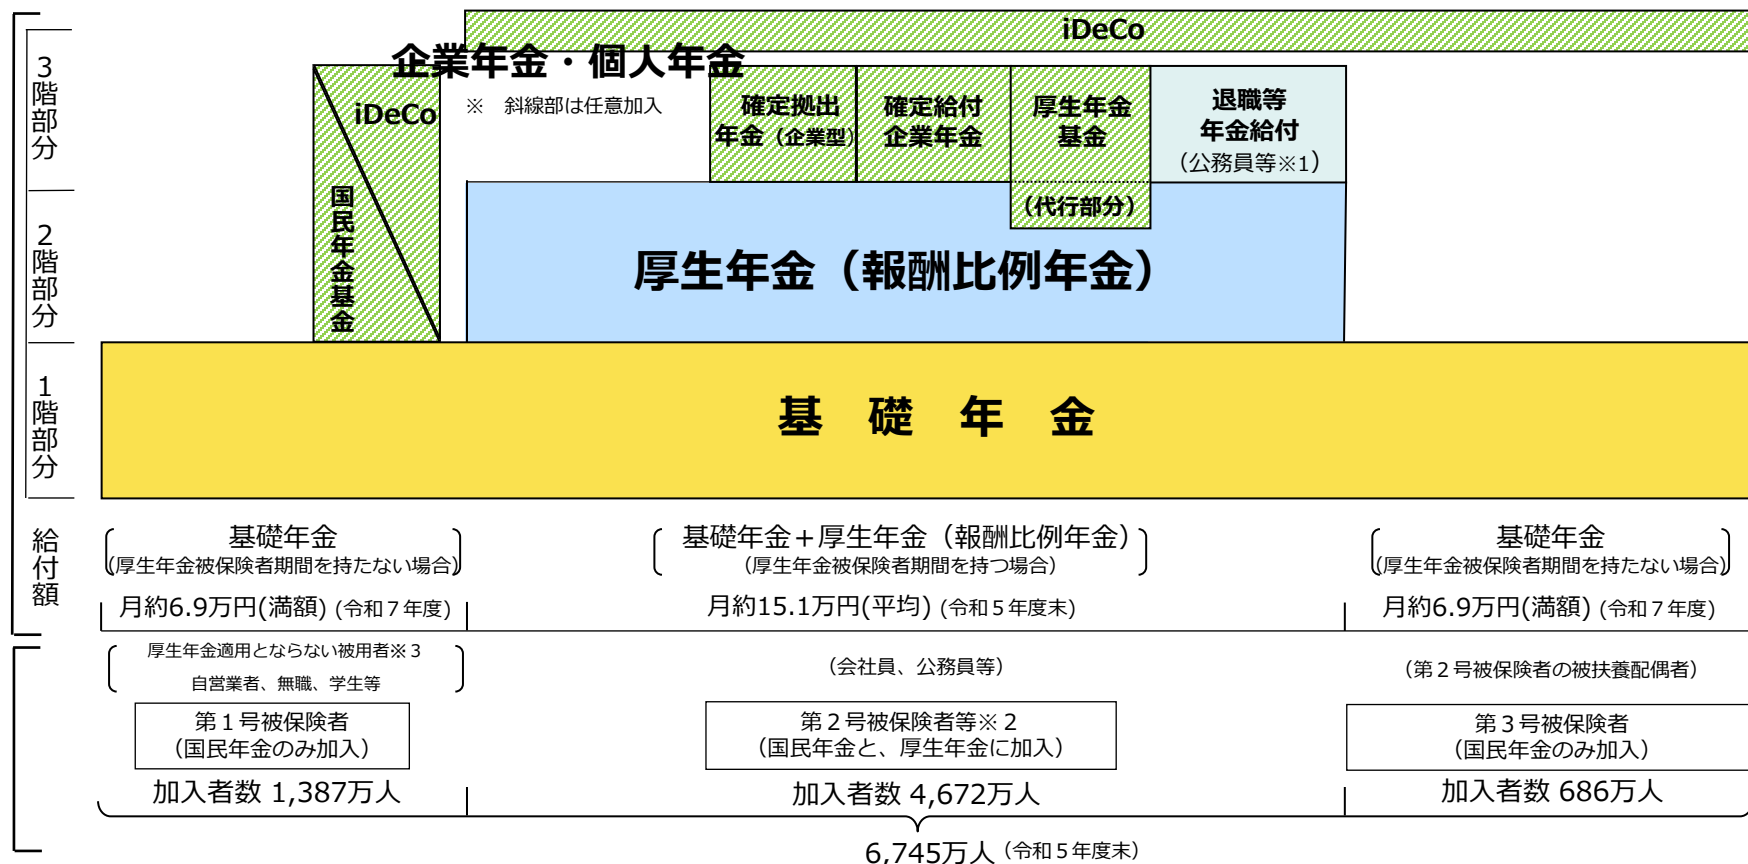 iDeCo
企業年金・個人年金
※　斜線部は任意加入
3階部分
iDeCo
国民年金基金
確定拠出
年金（企業型）
確定給付
企業年金
厚生年金
基金
（代行部分）
退職等
年金給付
（公務員等※1）
2階部分
厚生年金（報酬比例年金）
1階部分
基　礎　年　金
給付額
基礎年金
（厚生年金被保険者期間を持たない場合）
月約6.9万円(満額)（令和７年度）
基礎年金＋厚生年金（報酬比例年金）
（厚生年金被保険者期間を持つ場合）
月約15.1万円(平均)（令和５年度末）
基礎年金
（厚生年金被保険者期間を持たない場合）
月約6.9万円(満額)（令和７年度）
厚生年金適用とならない被用者※３
自営業者、無職、学生等
第１号被保険者
（国民年金のみ加入）
加入者数 1,387万人
（会社員、公務員等）
第２号被保険者等※２
（国民年金と、厚生年金に加入）
加入者数 4,672万人
（第２号被保険者の被扶養配偶者）
第３号被保険者
（国民年金のみ加入）
加入者数 686万人
6,745万人（令和５年度末）